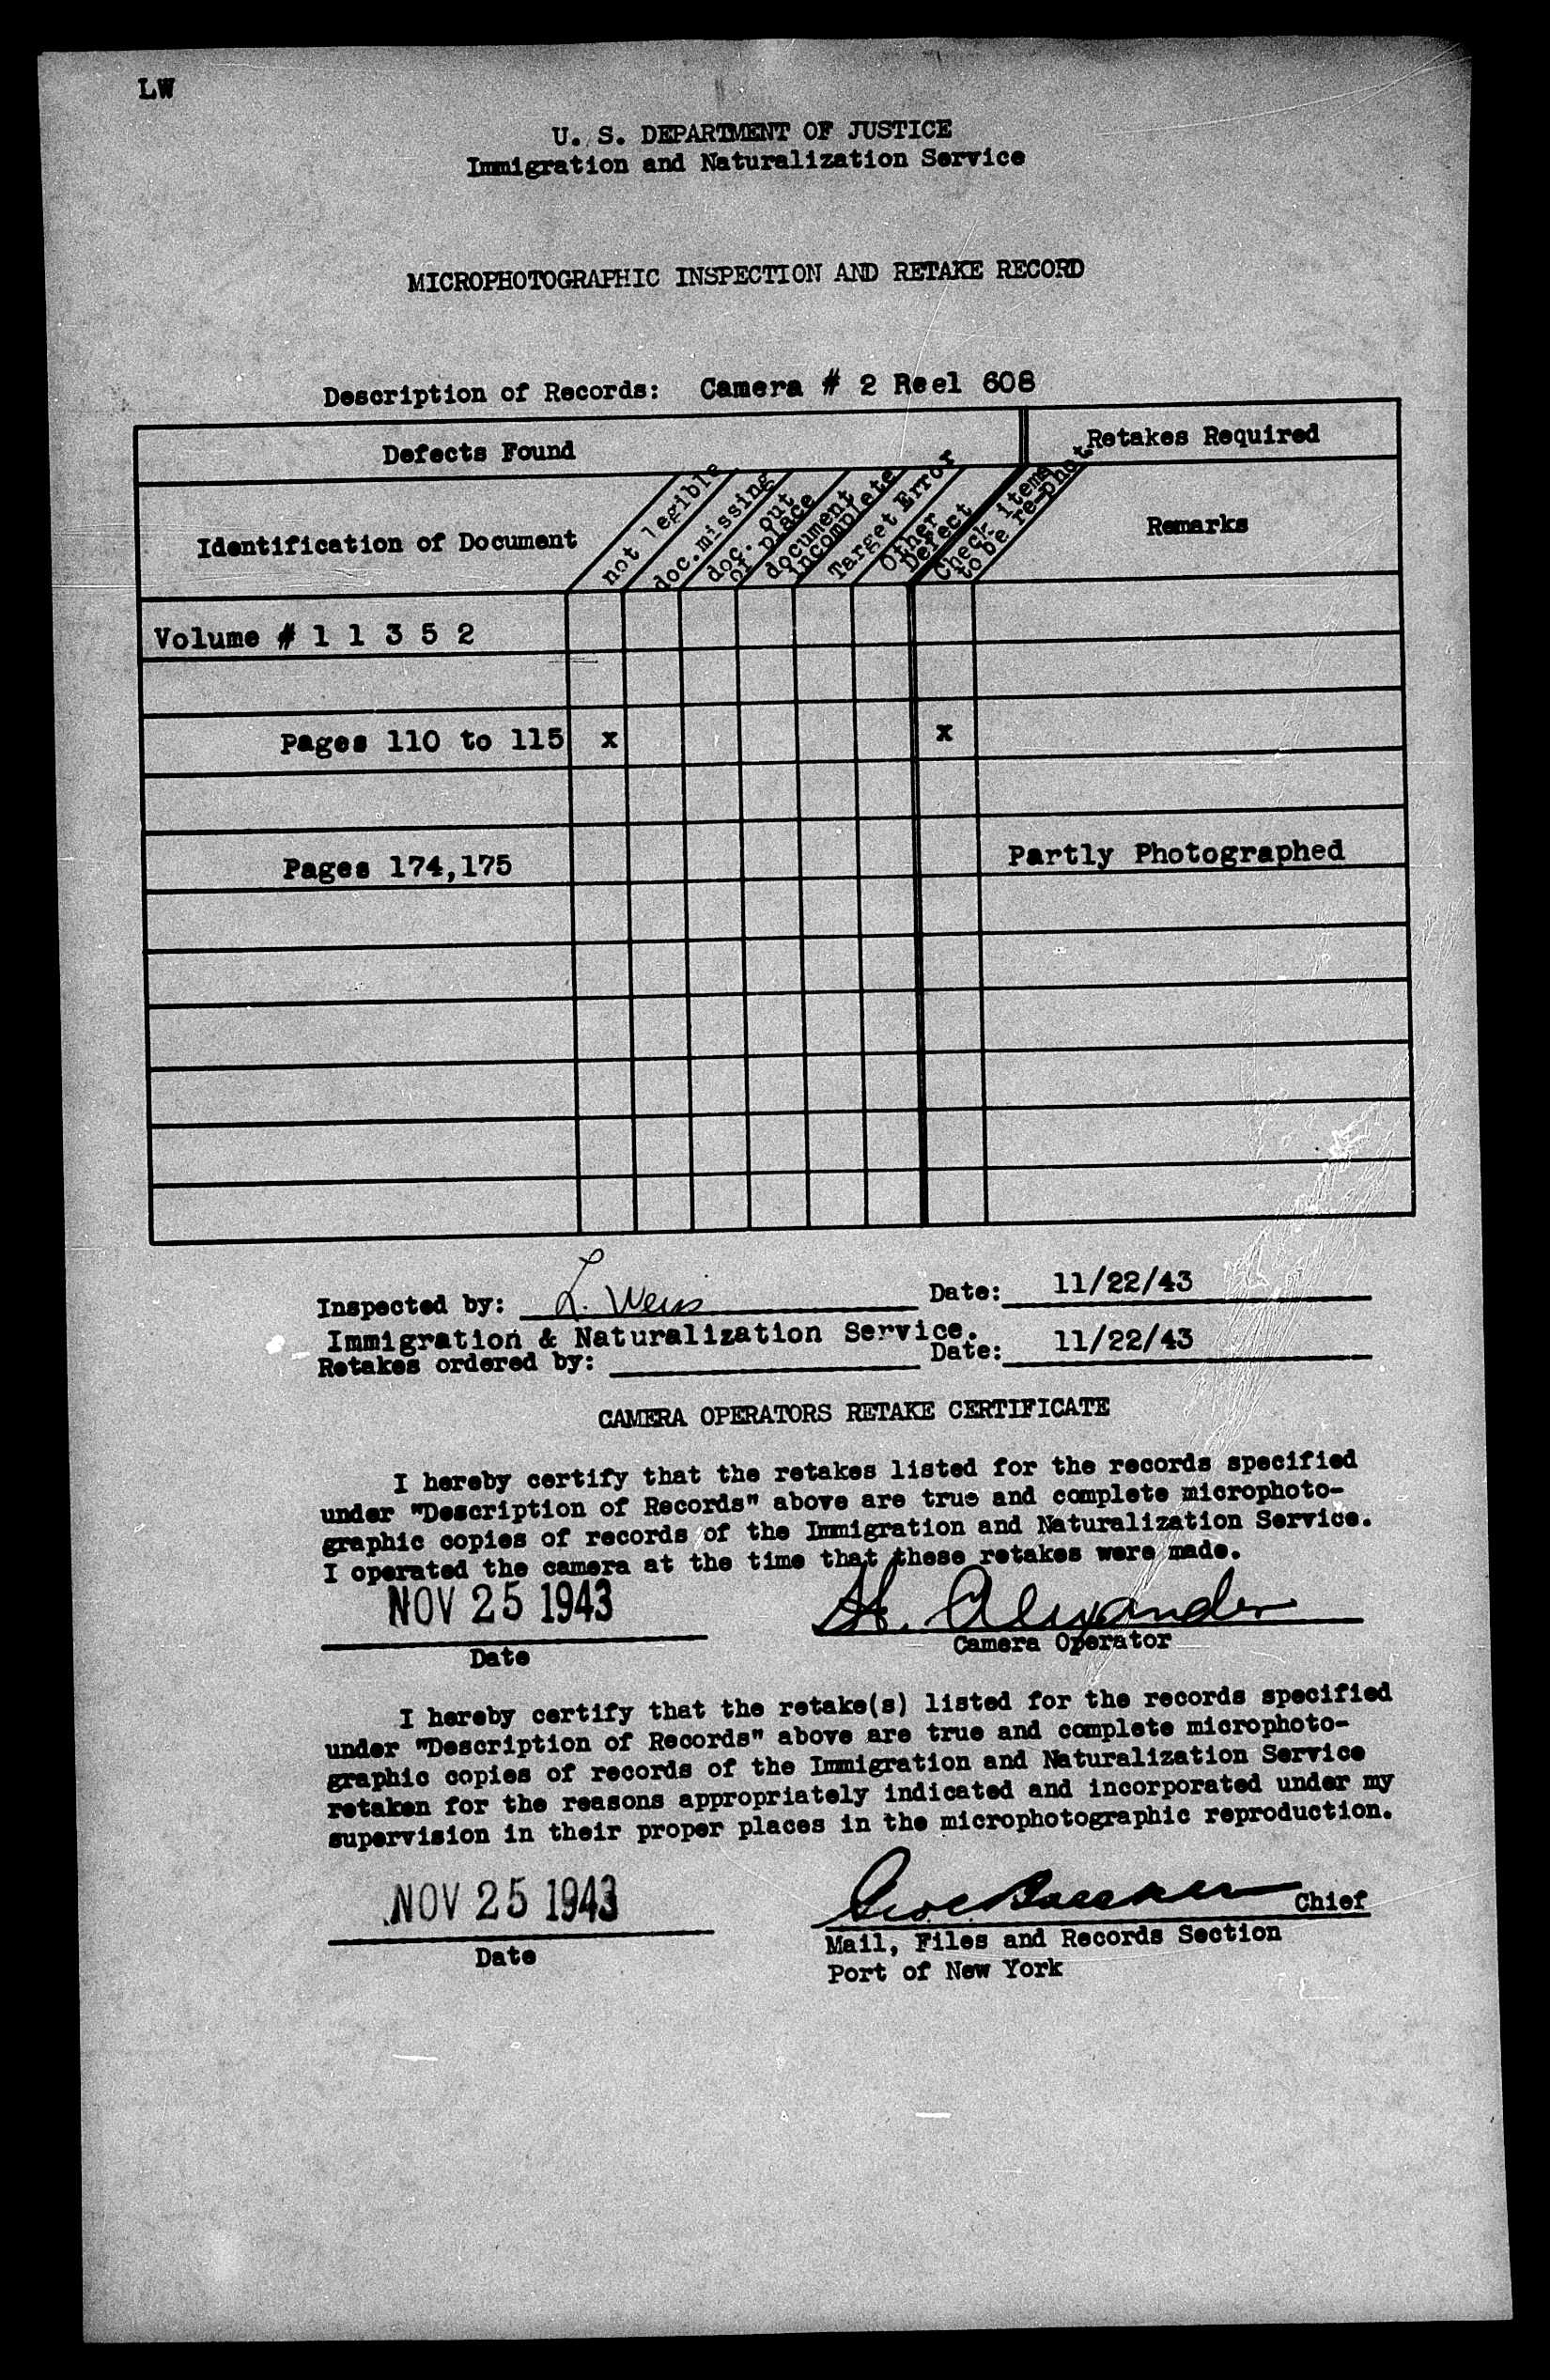 LW
U. S. DEPARTMENT OF JUSTICE
Immigration and Naturalization Service
MICROPHOTOGRAPHIC INSPECTION AND RETAKE RECORD
Description of Records: Camera # 2 Reel 608
Defects Found
Retakes Required
Identification of Document
not legible
doc.missing
doc. out
of place
document
incomplete
Target Error
Other
Defect
Check items
to be re-phot.
Remarks
Volume # 1 1 3 5 2
Pages 110 to 115 x x
Pages 174,175 Partly Photographed
Inspected by: L. Weiss Date: 11/22/43
Immigration & Naturalization Service.
Retakes ordered by: Date: 11/22/43
CAMERA OPERATORS RETAKE CERTIFICATE
I hereby certify that the retakes listed for the records specified
under "Description of Records" above are true and complete microphoto-
graphic copies of records of the Immigration and Naturalization Service.
I operated the camera at the time that these retakes were made.
NOV 25 1943
H. Alexander
Date
Camera Operator
I hereby certify that the retake(s) listed for the records specified
under "Description of Records" above are true and complete microphoto-
graphic copies of records of the Immigration and Naturalization Service
retaken for the reasons appropriately indicated and incorporated under my
supervision in their proper places in the microphotographic reproduction.
NOV 25 1943
Chief
Date
Mail, Files and Records Section
Port of New York